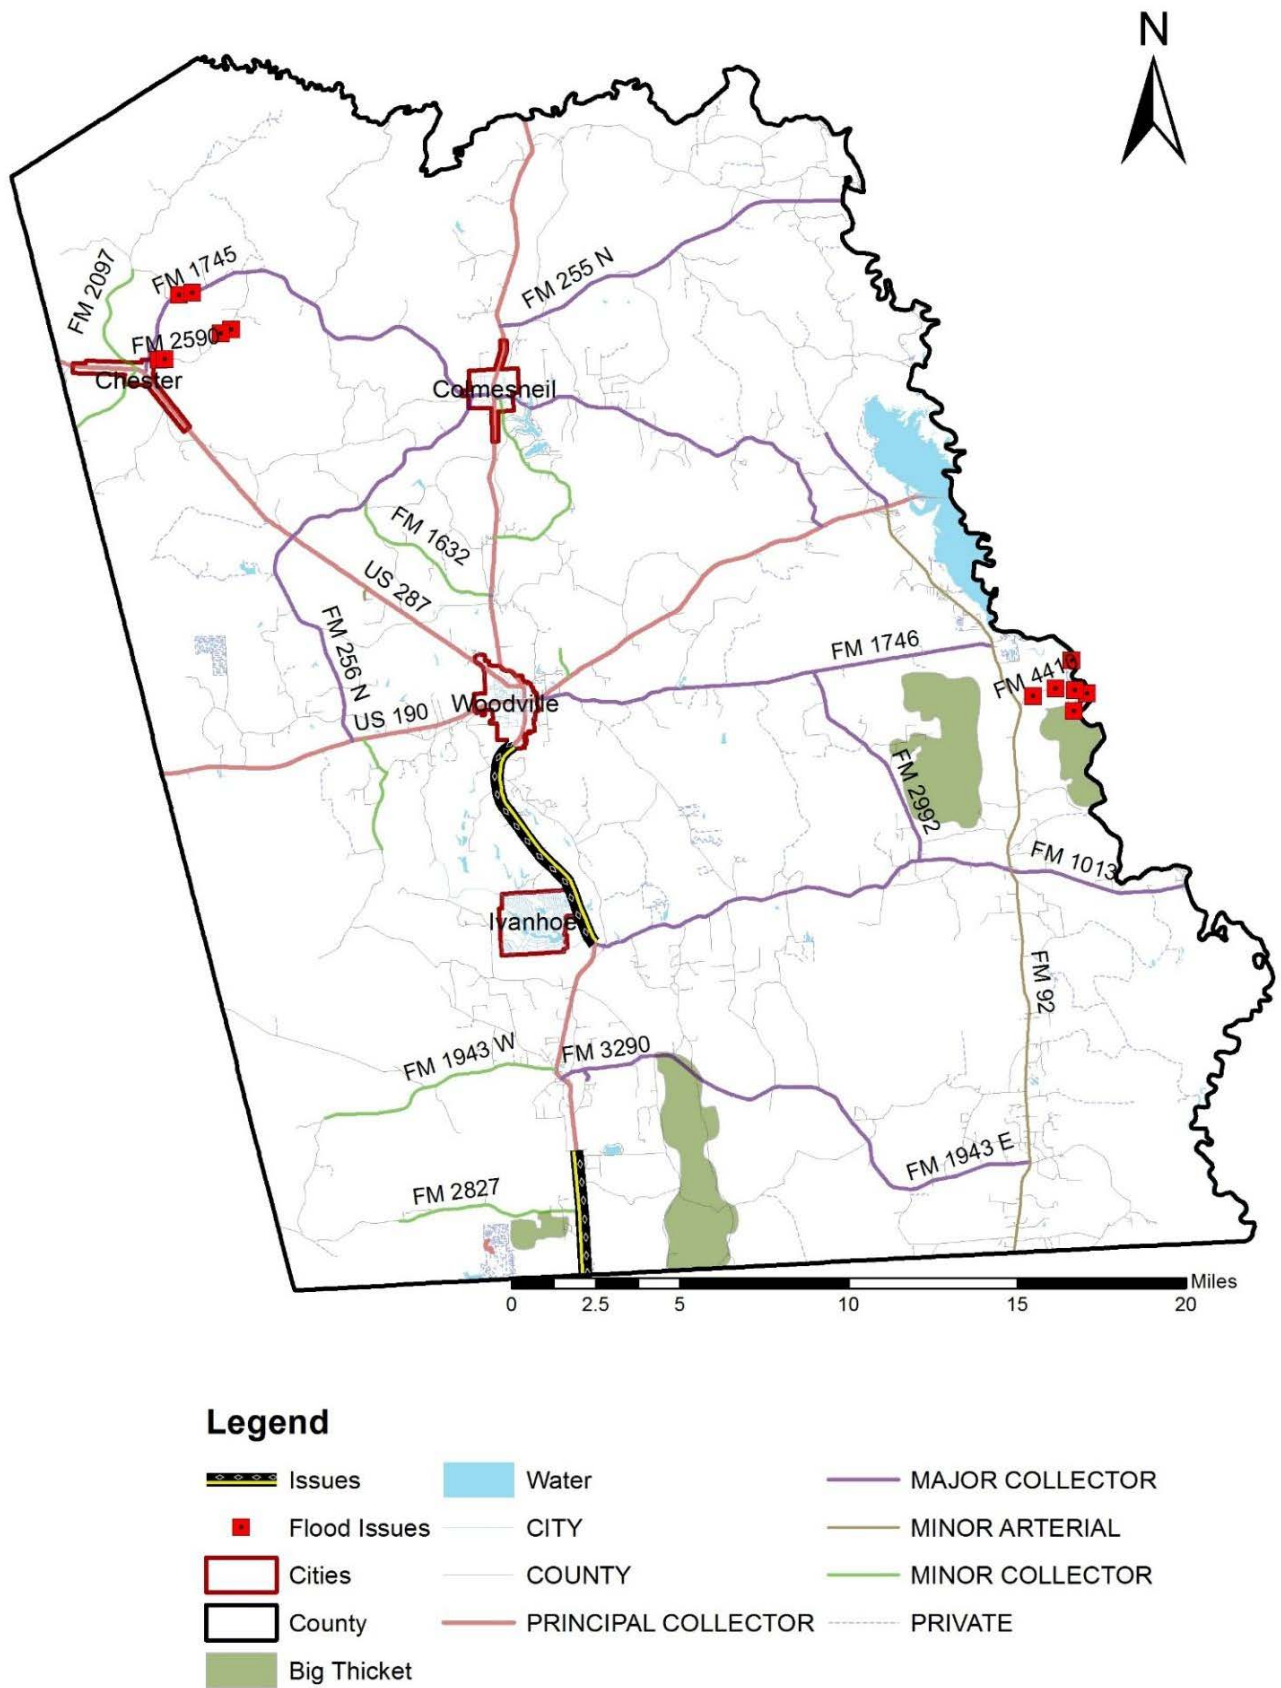 N
FM 2097
FM 1745
FM 255 N
FM 2590
Chester
Colmesneil
FM 1632
US 287
FM 256 N
FM 1746
FM 441
Woodville
US 190
FM 2992
FM 1013
Ivanhoe
FM 92
FM 1943 W
FM 3290
FM 1943 E
FM 2827
Miles
0 2.5 5 10 15 20
Legend
Issues
Water
MAJOR COLLECTOR
Flood Issues
CITY
MINOR ARTERIAL
Cities
COUNTY
MINOR COLLECTOR
County
PRINCIPAL COLLECTOR
PRIVATE
Big Thicket